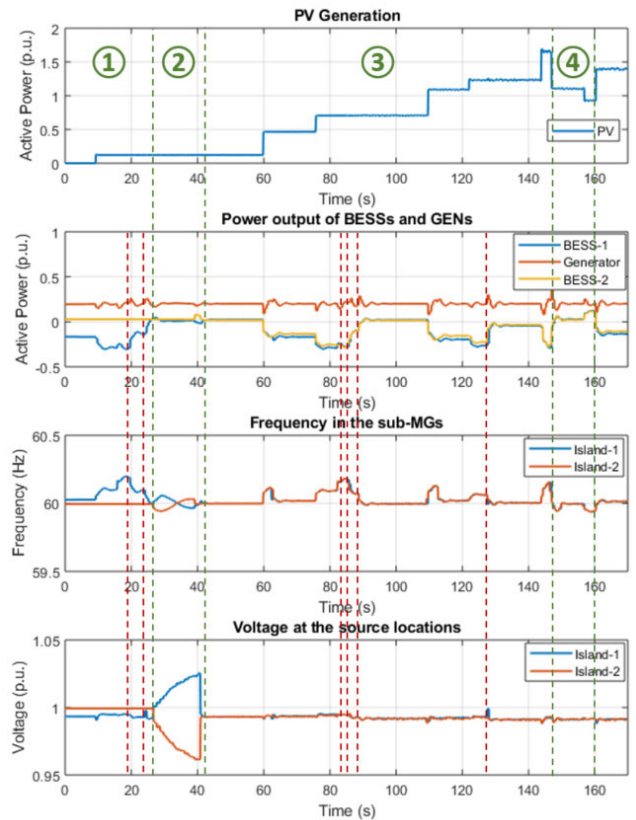 PV Generation
2
1.5
1
0.5
0
Active Power (p.u.)
① ② ③ ④
PV
0 20 40 60 80 100 120 140 160
Time (s)
Power output of BESSs and GENs
1
0.5
0
-0.5
Active Power (p.u.)
BESS-1
Generator
BESS-2
0 20 40 60 80 100 120 140 160
Time (s)
Frequency in the sub-MGs
60.5
60
59.5
Frequency (Hz)
Island-1
Island-2
0 20 40 60 80 100 120 140 160
Time (s)
Voltage at the source locations
1.05
1
0.95
Voltage (p.u.)
Island-1
Island-2
0 20 40 60 80 100 120 140 160
Time (s)